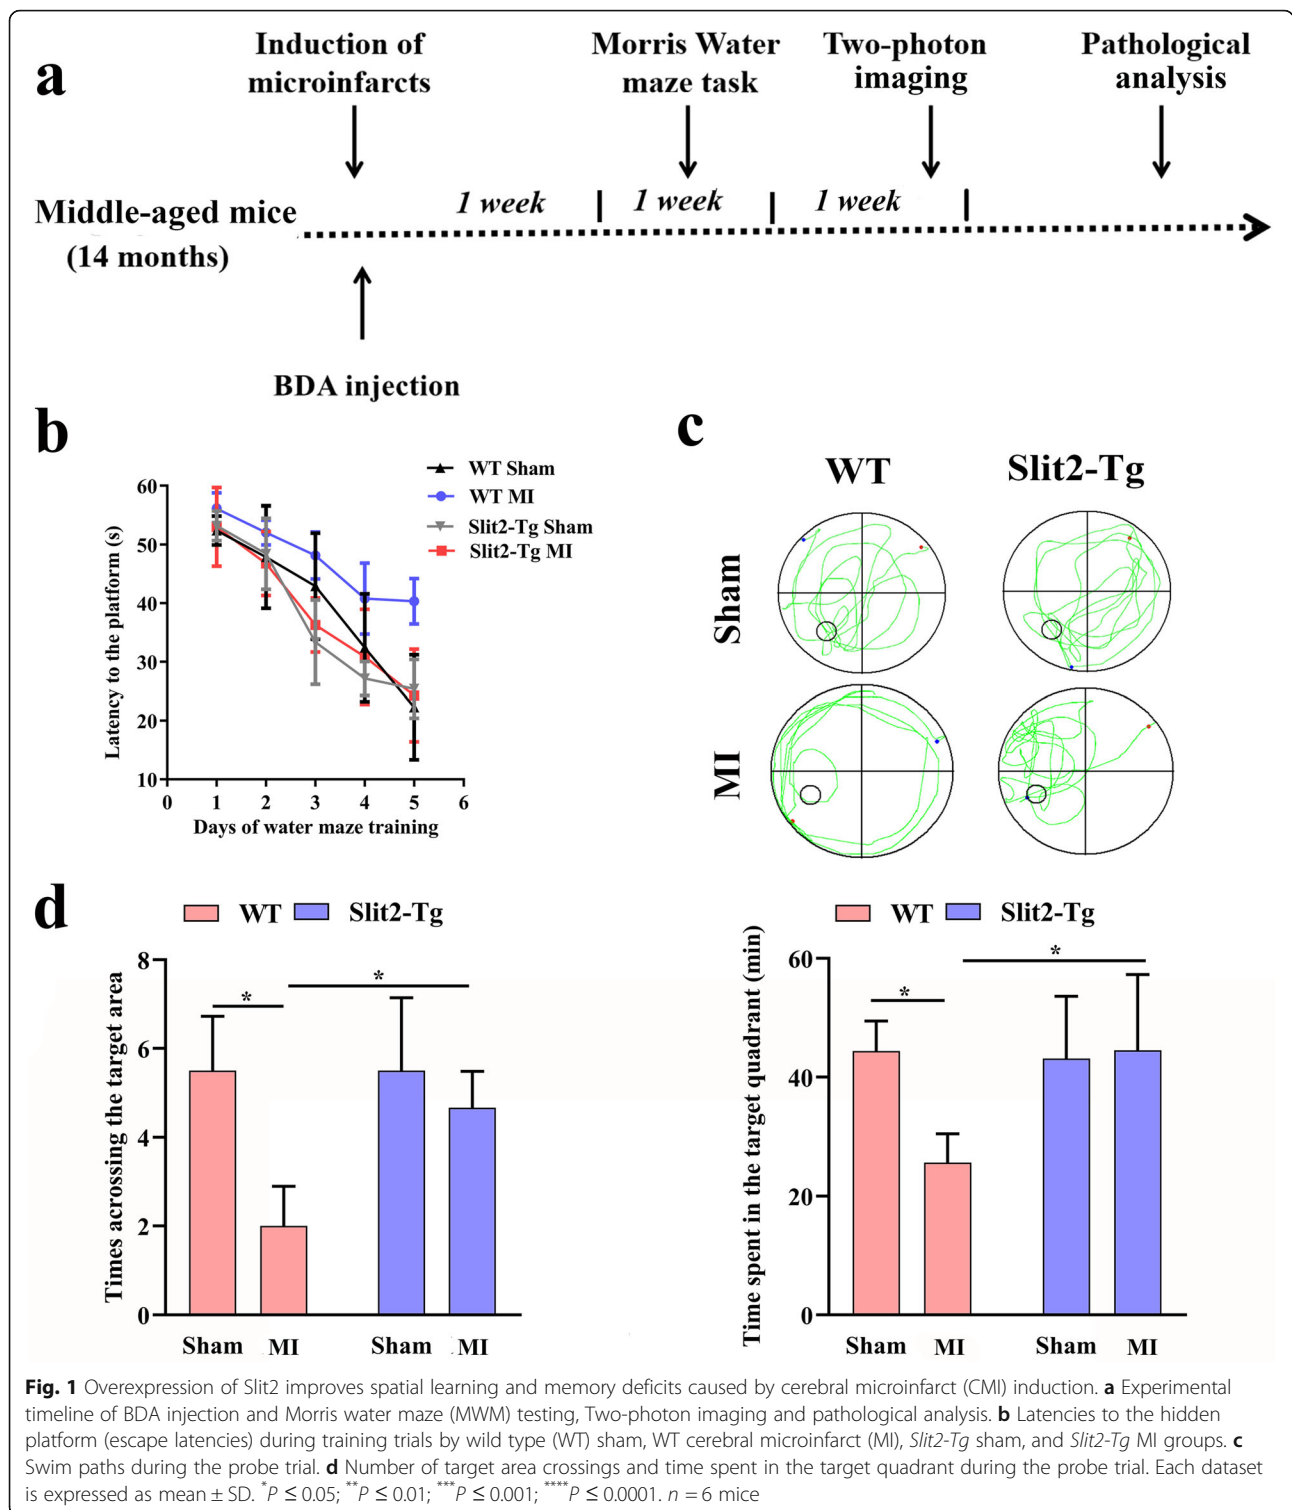 a
Induction of
microinfarcts
Morris Water
maze task
Two-photon
imaging
Pathological
analysis
Middle-aged mice
(14 months)
1 week
1 week
1 week
BDA injection
b
WT Sham
WT MI
Slit2-Tg Sham
Slit2-Tg MI
Latency to the platform (s)
60
50
40
30
20
10
0 1 2 3 4 5 6
Days of water maze training
c
WT Slit2-Tg
Sham
MI
d
WT Slit2-Tg
Times acrossing the target area
8
6
4
2
0
* *
Sham MI Sham MI
WT Slit2-Tg
Time spent in the target quadrant (min)
60
40
20
0
* *
Sham MI Sham MI
Fig. 1 Overexpression of Slit2 improves spatial learning and memory deficits caused by cerebral microinfarct (CMI) induction. a Experimental
timeline of BDA injection and Morris water maze (MWM) testing, Two-photon imaging and pathological analysis. b Latencies to the hidden
platform (escape latencies) during training trials by wild type (WT) sham, WT cerebral microinfarct (MI), Slit2-Tg sham, and Slit2-Tg MI groups. c
Swim paths during the probe trial. d Number of target area crossings and time spent in the target quadrant during the probe trial. Each dataset
is expressed as mean ± SD. *P ≤ 0.05; **P ≤ 0.01; ***P ≤ 0.001; ****P ≤ 0.0001. n = 6 mice